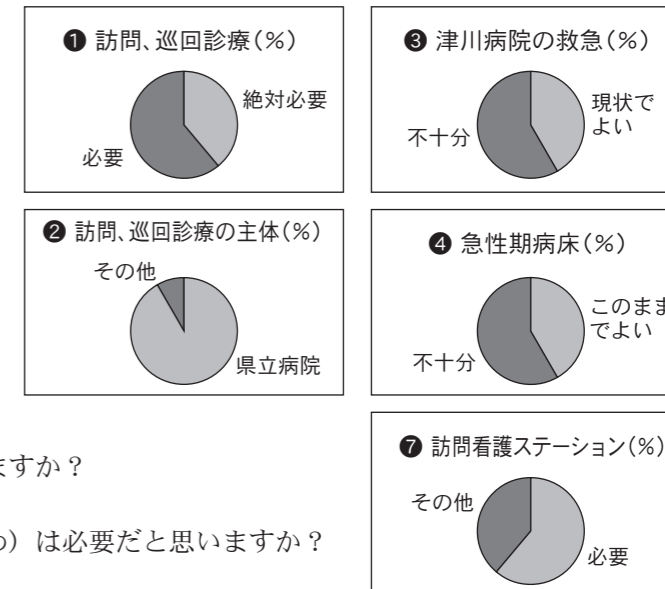 ❶ 訪問、巡回診療(%)
絶対必要
必要
❷ 訪問、巡回診療の主体(%)
その他
県立病院
❸ 津川病院の救急(%)
現状で
よい
不十分
❹ 急性期病床(%)
このまま
でよい
不十分
❼ 訪問看護ステーション(%)
その他
必要
ますか？
）は必要だと思いますか？